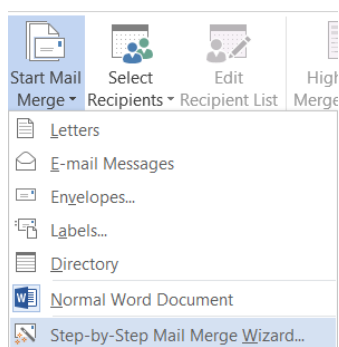 Start Mail Select Edit High
Merge Recipients Recipient List Merge
Letters
E-mail Messages
Envelopes...
Labels...
Directory
Normal Word Document
Step-by-Step Mail Merge Wizard...